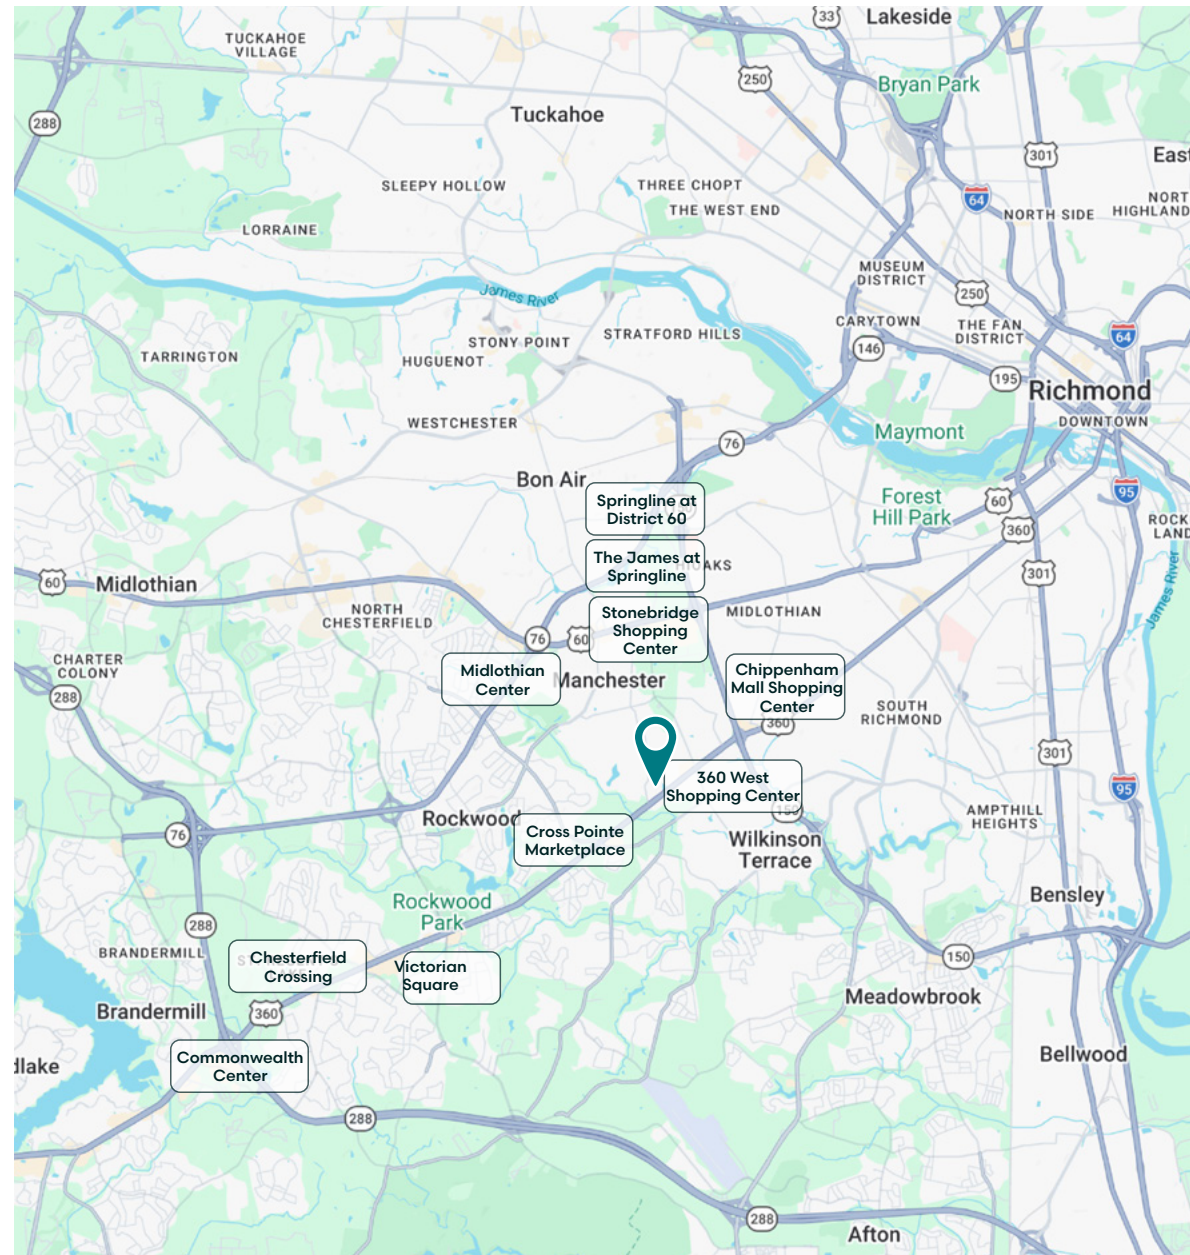 33
Lakeside
TUCKAHOE
VILLAGE
250
Bryan Park
288
Tuckahoe
301
SLEEPY HOLLOW
THREE CHOPT
THE WEST END
64
NORTH SIDE
NORT
HIGHLAND
LORRAINE
MUSEUM
DISTRICT
250
James River
CARYTOWN
THE FAN
DISTRICT
64
STRATFORD HILLS
STONY POINT
TARRINGTON
HUGUENOT
146
195
Richmond
WESTCHESTER
DOWNTOWN
Maymont
76
Bon Air
95
Springline at
District 60
Forest
Hill Park
60
360
ROCK
LAND
The James at
Springline
OAKS
301
60
Midlothian
James River
NORTH
CHESTERFIELD
Stonebridge
Shopping
Center
MIDLOTHIAN
76
60
CHARTER
COLONY
288
Midlothian
Center
Manchester
Chippenham
Mall Shopping
Center
360
SOUTH
RICHMOND
301
360 West
Shopping Center
150
95
AMPTHILL
HEIGHTS
76
Rockwood
Cross Pointe
Marketplace
Wilkinson
Terrace
Bensley
Rockwood
Park
288
BRANDERMILL
Chesterfield
Crossing
Victorian
Square
150
Meadowbrook
Brandermill
360
Commonwealth
Center
dlake
Bellwood
288
288
Afton